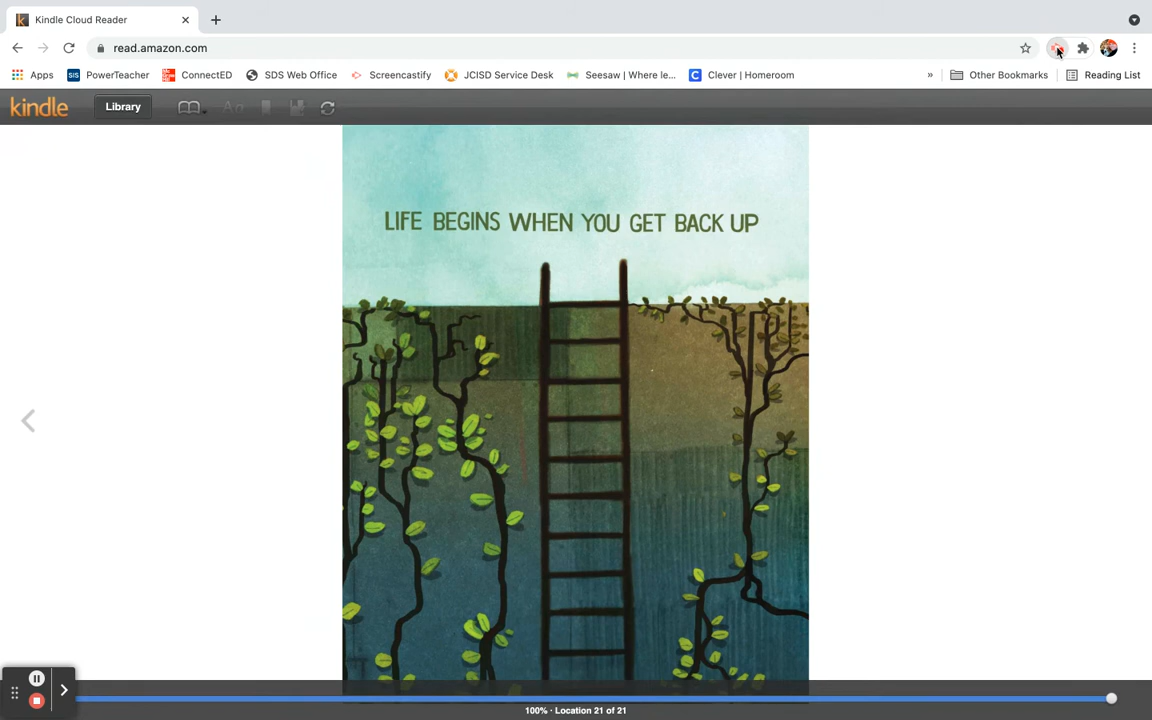 Kindle Cloud Reader
read.amazon.com
Apps SIS PowerTeacher ConnectED SDS Web Office Screencastify JCISD Service Desk Seesaw | Where le... Clever | Homeroom » Other Bookmarks Reading List
kindle Library Aa
LIFE BEGINS WHEN YOU GET BACK UP
100% · Location 21 of 21